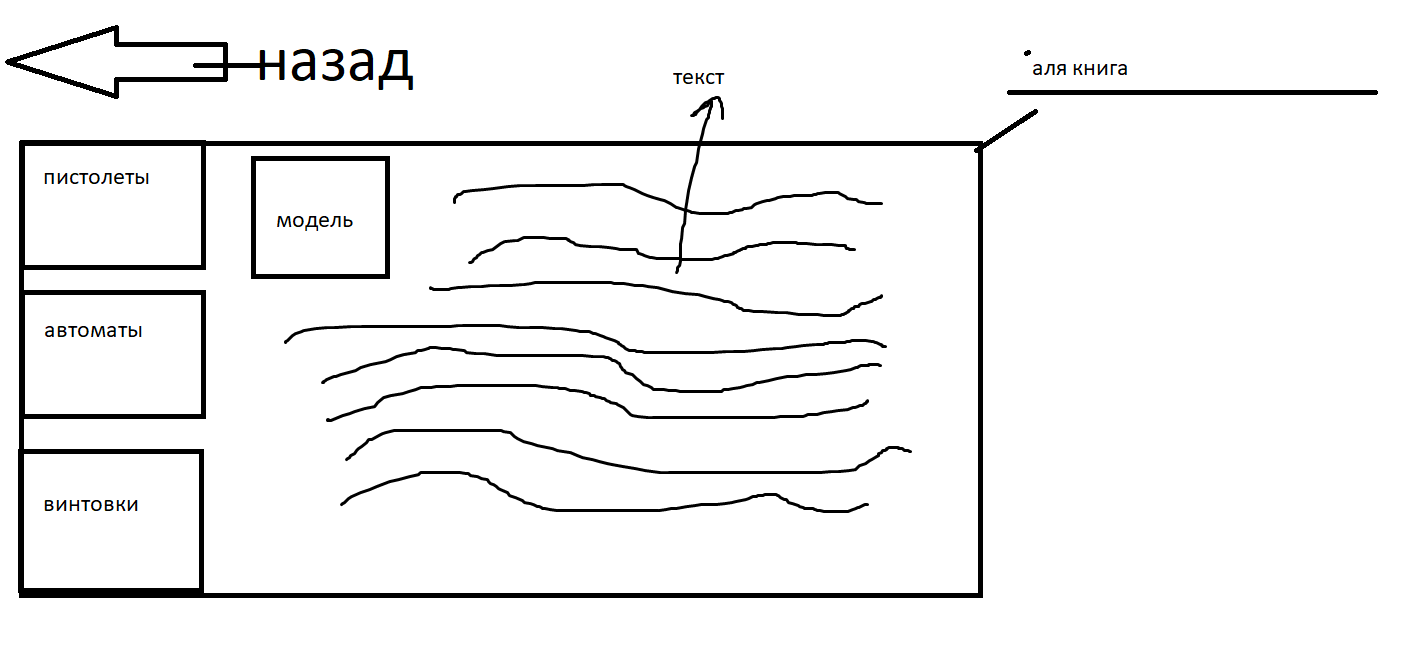 назад
текст
аля книга
пистолеты
модель
автоматы
винтовки